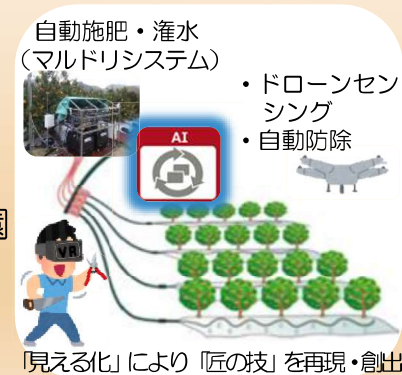 自動施肥・潅水
（マルドリシステム）
・ドローンセン
シング
・自動防除
AI
VR
「見える化」により「匠の技」を再現・創出